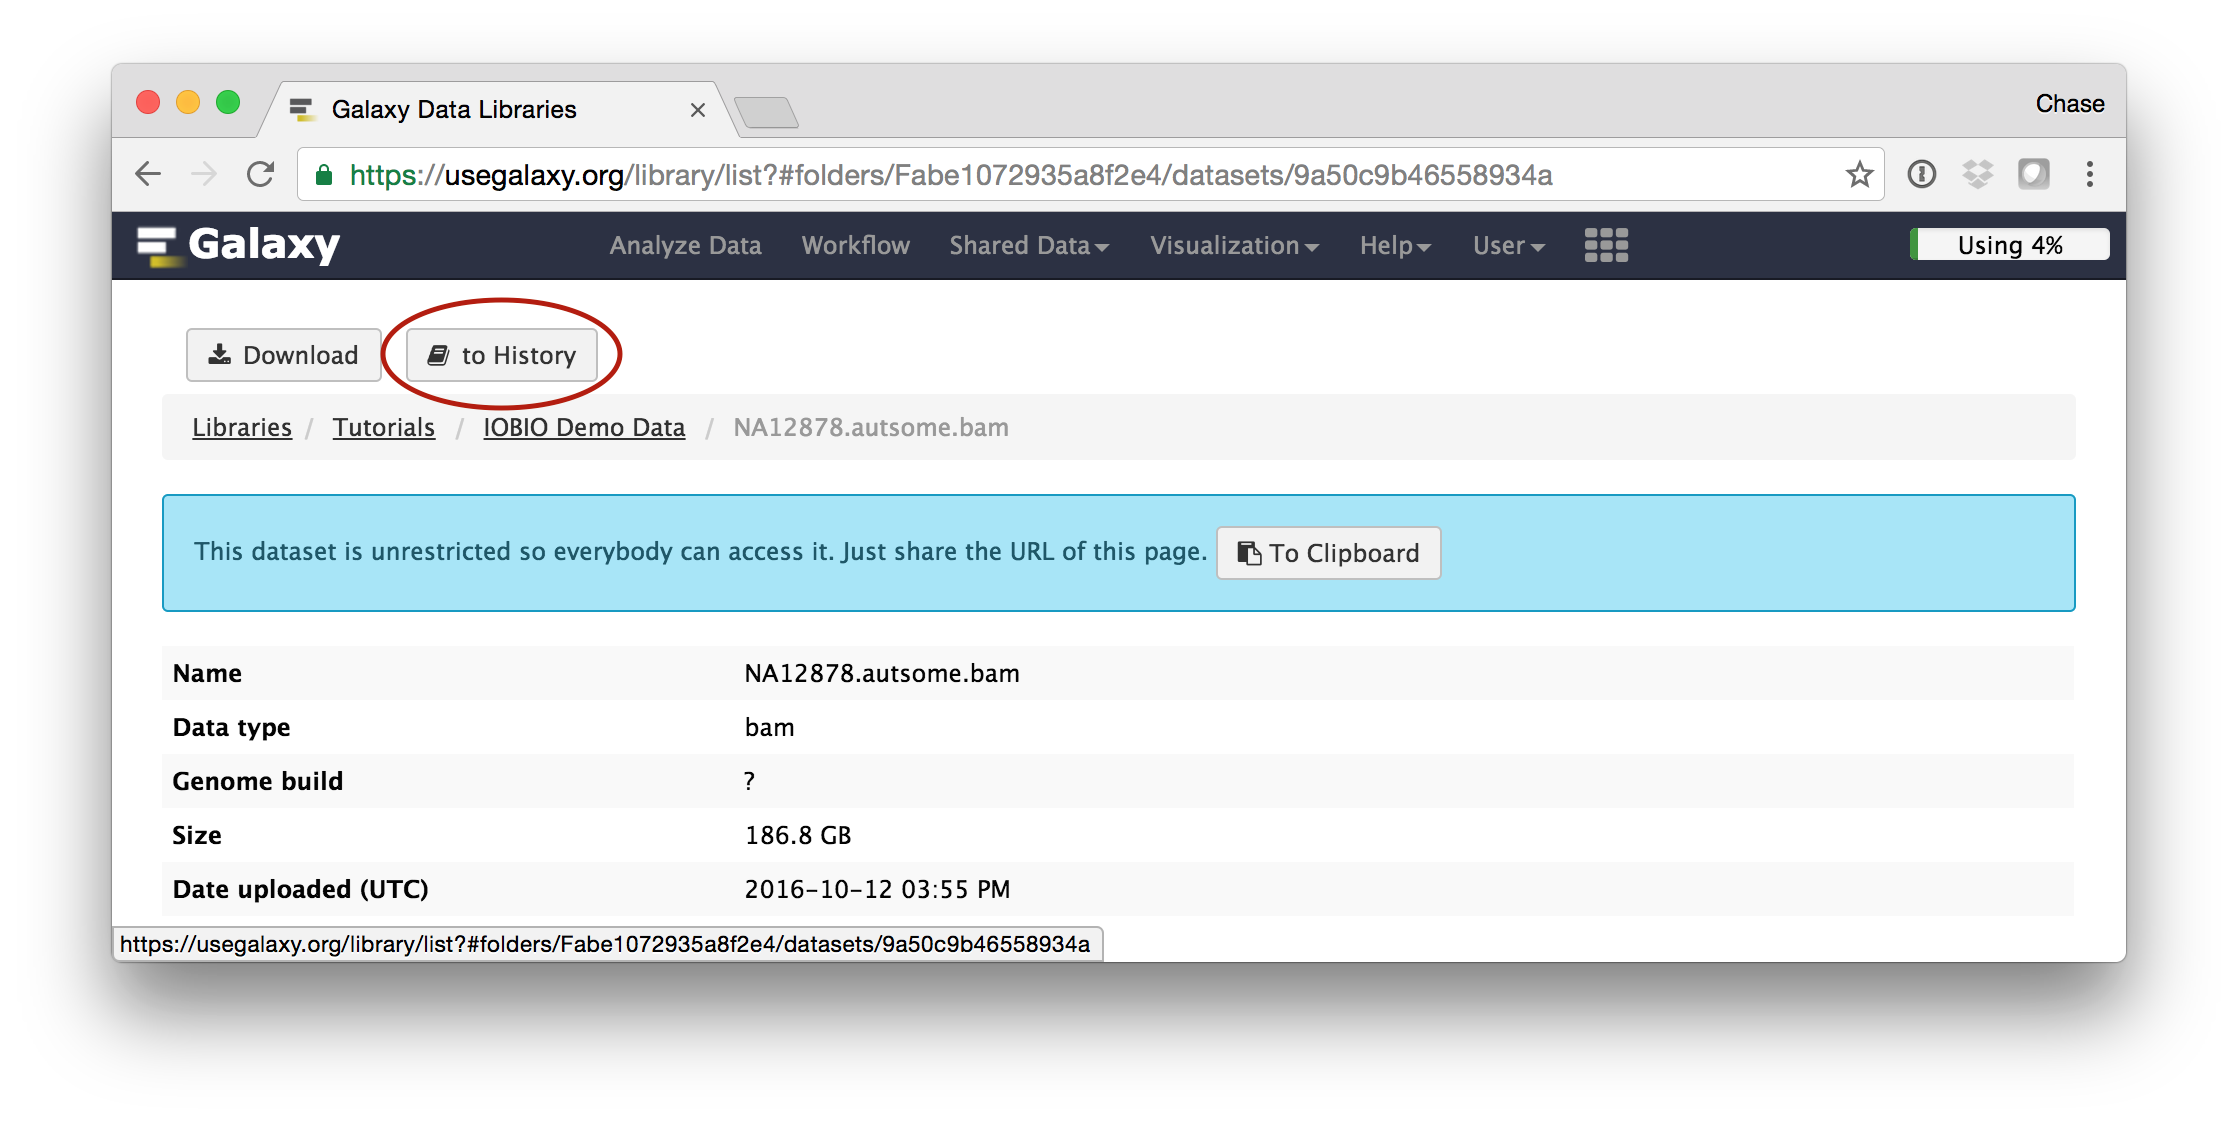 Galaxy Data Libraries
Chase
https://usegalaxy.org/library/list?#folders/Fabe1072935a8f2e4/datasets/9a50c9b46558934a
Galaxy Analyze Data Workflow Shared Data Visualization Help User Using 4%
Download to History
Libraries / Tutorials / IOBIO Demo Data / NA12878.autsome.bam
This dataset is unrestricted so everybody can access it. Just share the URL of this page. To Clipboard
Name NA12878.autsome.bam
Data type bam
Genome build ?
Size 186.8 GB
Date uploaded (UTC) 2016-10-12 03:55 PM
https://usegalaxy.org/library/list?#folders/Fabe1072935a8f2e4/datasets/9a50c9b46558934a